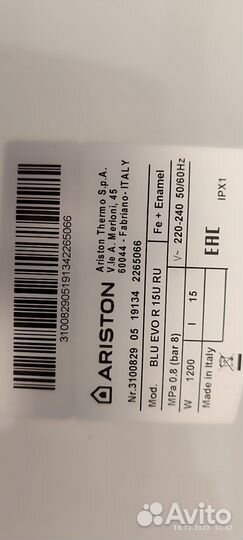 ARISTON
Ariston Thermo S.p.A.
V.le A. Merloni, 45
60044 - Fabriano - ITALY
Nr.3100829 05 19134 2265066
Mod. BLU EVO R 15U RU Fe + Enamel
MPa 0.8 (bar 8) V~ 220-240 50/60Hz
W 1200 l 15
Made in Italy EAC IPX1
310082905191342265066
Avito
18.12.2023 10:42